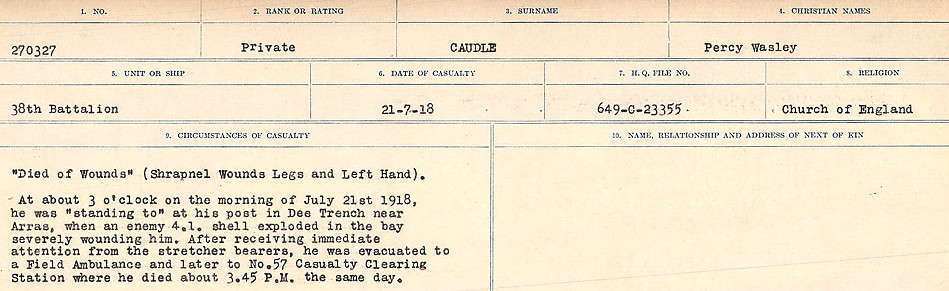 1. NO. 2. RANK OR RATING 3. SURNAME 4. CHRISTIAN NAMES
270327 Private CAUDLE Percy Wasley
5. UNIT OR SHIP 6. DATE OF CASUALTY 7. H. Q. FILE NO. 8. RELIGION
38th Battalion 21-7-18 649-C-23355 Church of England
9. CIRCUMSTANCES OF CASUALTY 10. NAME, RELATIONSHIP AND ADDRESS OF NEXT OF KIN
"Died of Wounds" (Shrapnel Wounds Legs and Left Hand).
At about 3 o'clock on the morning of July 21st 1918,
he was "standing to" at his post in Dee Trench near
Arras, when an enemy 4.1. shell exploded in the bay
severely wounding him. After receiving immediate
attention from the stretcher bearers, he was evacuated to
a Field Ambulance and later to No.57 Casualty Clearing
Station where he died about 3.45 P.M. the same day.